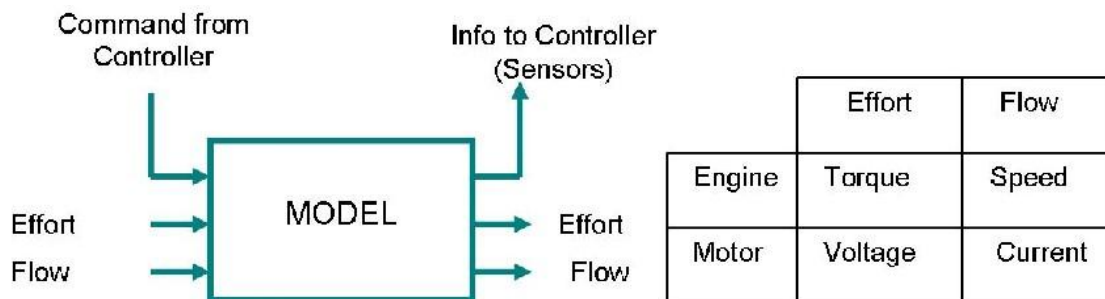 Command from
Controller
Info to Controller
(Sensors)
Effort
Flow
MODEL
Effort
Flow
Effort Flow
Engine Torque Speed
Motor Voltage Current